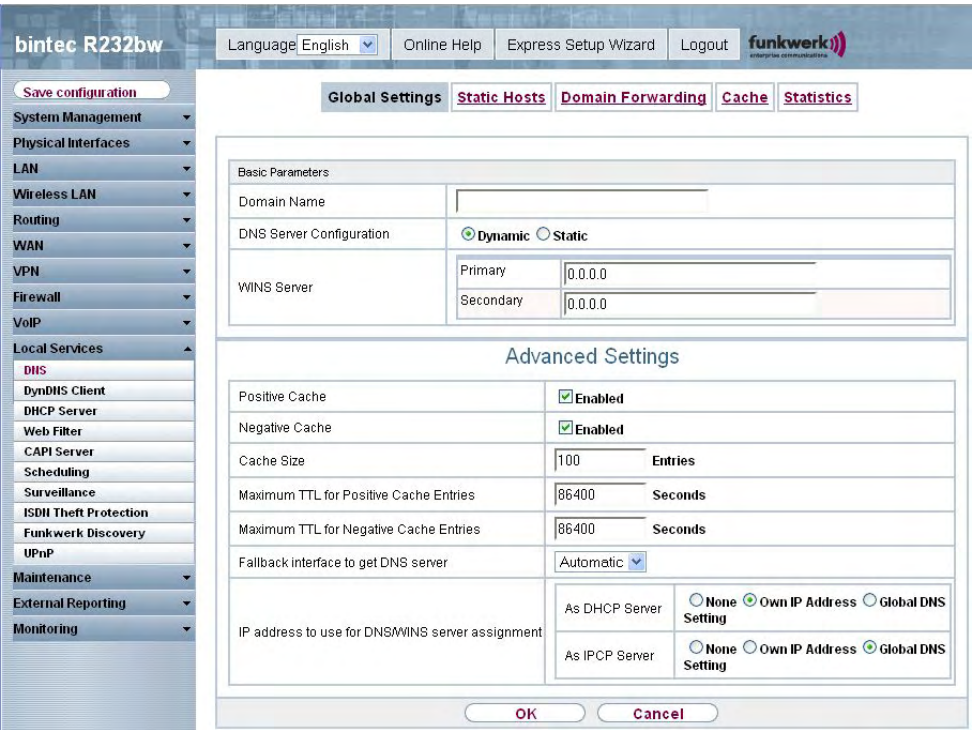 bintec R232bw
Language English Online Help Express Setup Wizard Logout funkwerk
enterprise communications
Save configuration
System Management
Physical Interfaces
LAN
Wireless LAN
Routing
WAN
VPN
Firewall
VoIP
Local Services
DNS
DynDNS Client
DHCP Server
Web Filter
CAPI Server
Scheduling
Surveillance
ISDN Theft Protection
Funkwerk Discovery
UPnP
Maintenance
External Reporting
Monitoring
Global Settings Static Hosts Domain Forwarding Cache Statistics
Basic Parameters
Domain Name
DNS Server Configuration Dynamic Static
WINS Server
Primary 0.0.0.0
Secondary 0.0.0.0
Advanced Settings
Positive Cache Enabled
Negative Cache Enabled
Cache Size 100 Entries
Maximum TTL for Positive Cache Entries 86400 Seconds
Maximum TTL for Negative Cache Entries 86400 Seconds
Fallback interface to get DNS server Automatic
IP address to use for DNS/WINS server assignment
As DHCP Server None Own IP Address Global DNS
Setting
As IPCP Server None Own IP Address Global DNS
Setting
OK Cancel